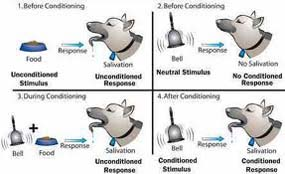 1.Before Conditioning
Response
Food
Salivation
Unconditioned
Stimulus
Unconditioned
Response
2.Before Conditioning
Response
Bell
No Salivation
Neutral Stimulus
No Conditioned
Response
3.During Conditioning
+
Response
Bell
Food
Salivation
Unconditioned
Response
4.After Conditioning
Response
Bell
Salivation
Conditioned
Stimulus
Conditioned
Response